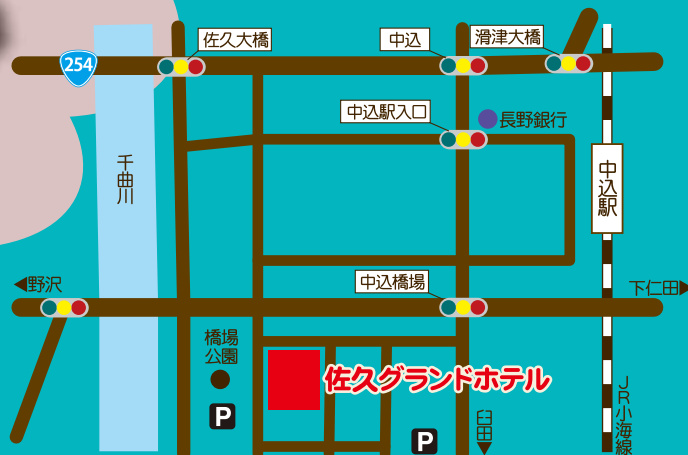 佐久大橋
中込
滑津大橋
254
中込駅入口
長野銀行
千曲川
中込駅
野沢
中込橋場
下仁田
橋場
公園
佐久グランドホテル
JR小海線
P
P
臼田